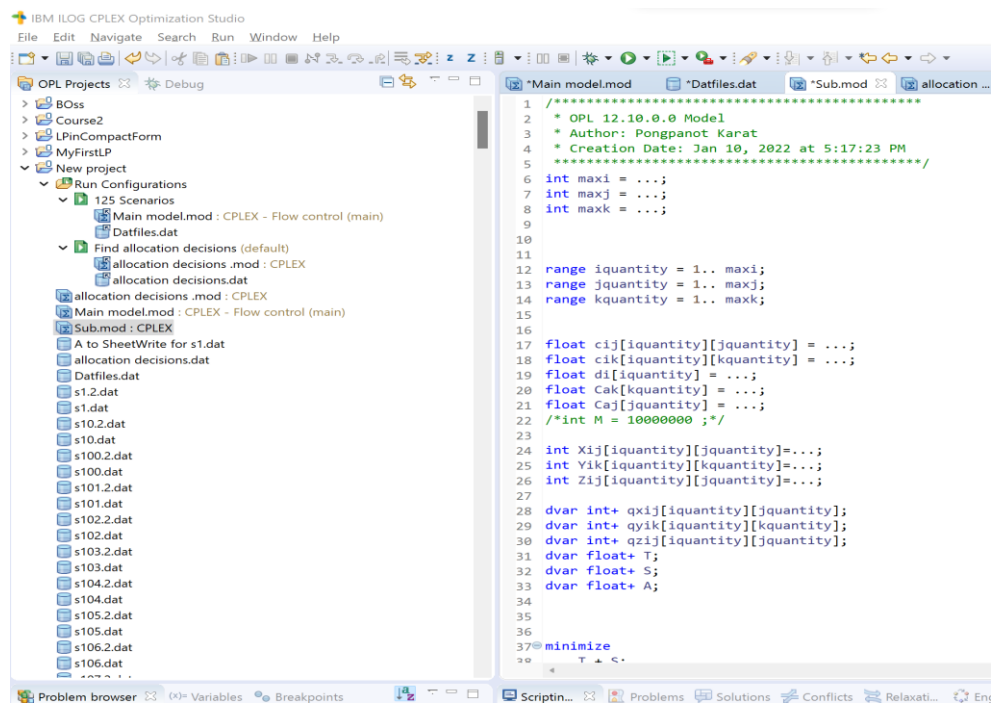 IBM ILOG CPLEX Optimization Studio
File Edit Navigate Search Run Window Help
OPL Projects Debug
BOss
Course2
LPinCompactForm
MyFirstLP
New project
Run Configurations
125 Scenarios
Main model.mod : CPLEX - Flow control (main)
Datfiles.dat
Find allocation decisions (default)
allocation decisions .mod : CPLEX
allocation decisions.dat
allocation decisions .mod : CPLEX
Main model.mod : CPLEX - Flow control (main)
Sub.mod : CPLEX
A to SheetWrite for s1.dat
allocation decisions.dat
Datfiles.dat
s1.2.dat
s1.dat
s10.2.dat
s10.dat
s100.2.dat
s100.dat
s101.2.dat
s101.dat
s102.2.dat
s102.dat
s103.2.dat
s103.dat
s104.2.dat
s104.dat
s105.2.dat
s105.dat
s106.2.dat
s106.dat
Problem browser (x)= Variables Breakpoints
*Main model.mod *Datfiles.dat *Sub.mod allocation ...
1 /*********************************************
2 * OPL 12.10.0.0 Model
3 * Author: Pongpanot Karat
4 * Creation Date: Jan 10, 2022 at 5:17:23 PM
5 *********************************************/
6 int maxi = ...;
7 int maxj = ...;
8 int maxk = ...;
9
10
11
12 range iquantity = 1.. maxi;
13 range jquantity = 1.. maxj;
14 range kquantity = 1.. maxk;
15
16
17 float cij[iquantity][jquantity] = ...;
18 float cik[iquantity][kquantity] = ...;
19 float di[iquantity] = ...;
20 float Cak[kquantity] = ...;
21 float Caj[jquantity] = ...;
22 /*int M = 10000000 ;*/
23
24 int Xij[iquantity][jquantity]=...;
25 int Yik[iquantity][kquantity]=...;
26 int Zij[iquantity][jquantity]=...;
27
28 dvar int+ qxij[iquantity][jquantity];
29 dvar int+ qyik[iquantity][kquantity];
30 dvar int+ qzij[iquantity][jquantity];
31 dvar float+ T;
32 dvar float+ S;
33 dvar float+ A;
34
35
36
37 minimize
38 T + S;
Scriptin... Problems Solutions Conflicts Relaxati... Eng